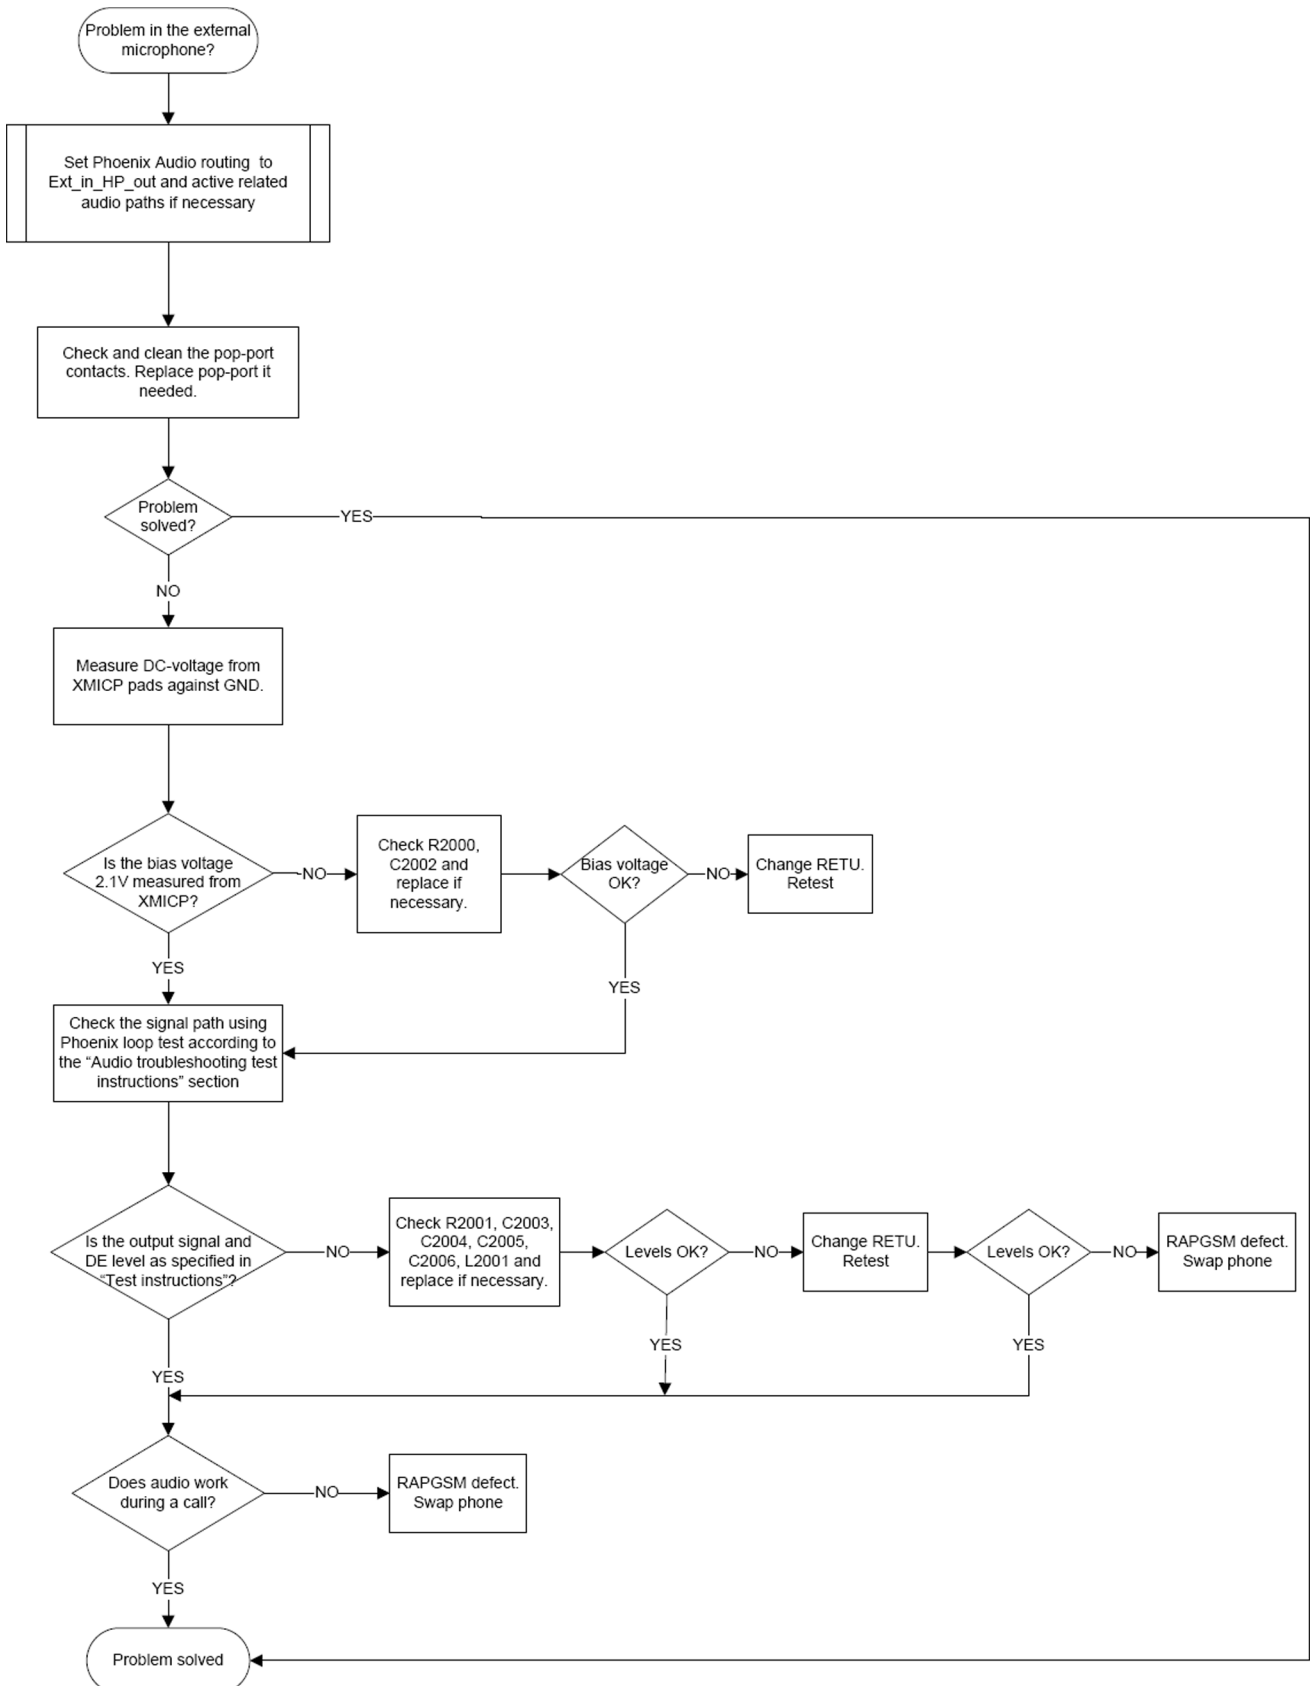 Problem in the external
microphone?
Set Phoenix Audio routing  to
Ext_in_HP_out and active related
audio paths if necessary
Check and clean the pop-port
contacts. Replace pop-port it
needed.
Problem
solved?
YES
NO
Measure DC-voltage from
XMICP pads against GND.
Is the bias voltage
2.1V measured from
XMICP?
NO
Check R2000,
C2002 and
replace if
necessary.
Bias voltage
OK?
NO
Change RETU.
Retest
YES
YES
Check the signal path using
Phoenix loop test according to
the “Audio troubleshooting test
instructions” section
Is the output signal and
DE level as specified in
“Test instructions”?
NO
Check R2001, C2003,
C2004, C2005,
C2006, L2001 and
replace if necessary.
Levels OK?
NO
Change RETU.
Retest
Levels OK?
NO
RAPGSM defect.
Swap phone
YES
YES
YES
Does audio work
during a call?
NO
RAPGSM defect.
Swap phone
YES
Problem solved